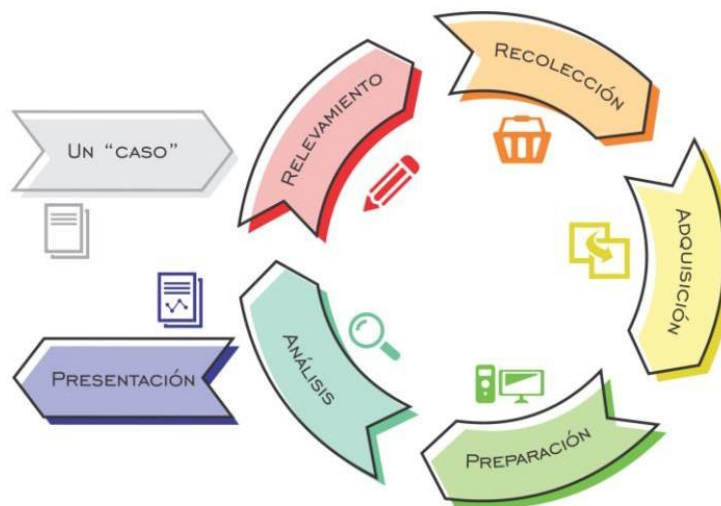 UN "CASO"
RELEVAMIENTO
RECOLECCIÓN
ADQUISICIÓN
PREPARACIÓN
ANÁLISIS
PRESENTACIÓN